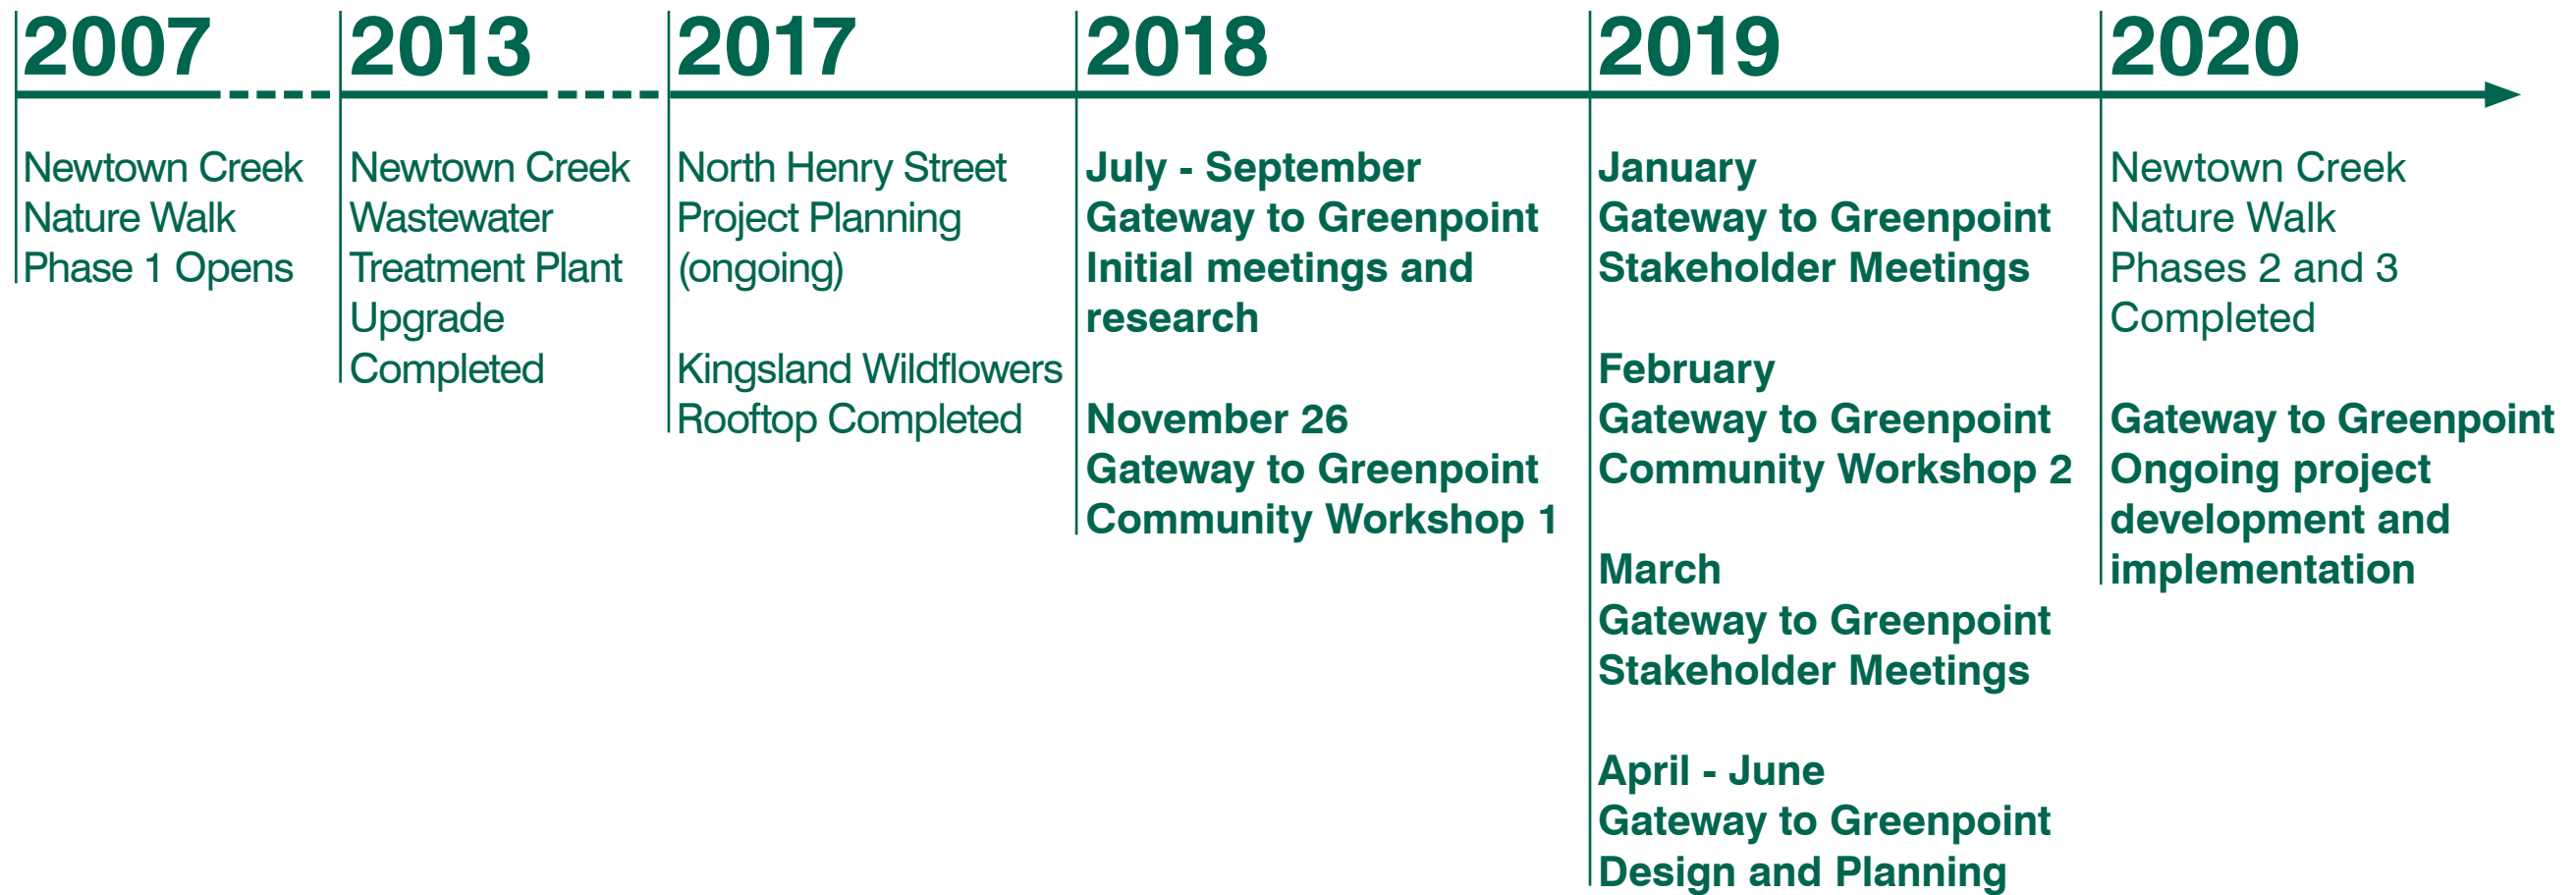 2007
Newtown Creek
Nature Walk
Phase 1 Opens
2013
Newtown Creek
Wastewater
Treatment Plant
Upgrade
Completed
2017
North Henry Street
Project Planning
(ongoing)
Kingsland Wildflowers
Rooftop Completed
2018
July - September
Gateway to Greenpoint
Initial meetings and
research
November 26
Gateway to Greenpoint
Community Workshop 1
2019
January
Gateway to Greenpoint
Stakeholder Meetings
February
Gateway to Greenpoint
Community Workshop 2
March
Gateway to Greenpoint
Stakeholder Meetings
April - June
Gateway to Greenpoint
Design and Planning
2020
Newtown Creek
Nature Walk
Phases 2 and 3
Completed
Gateway to Greenpoint
Ongoing project
development and
implementation